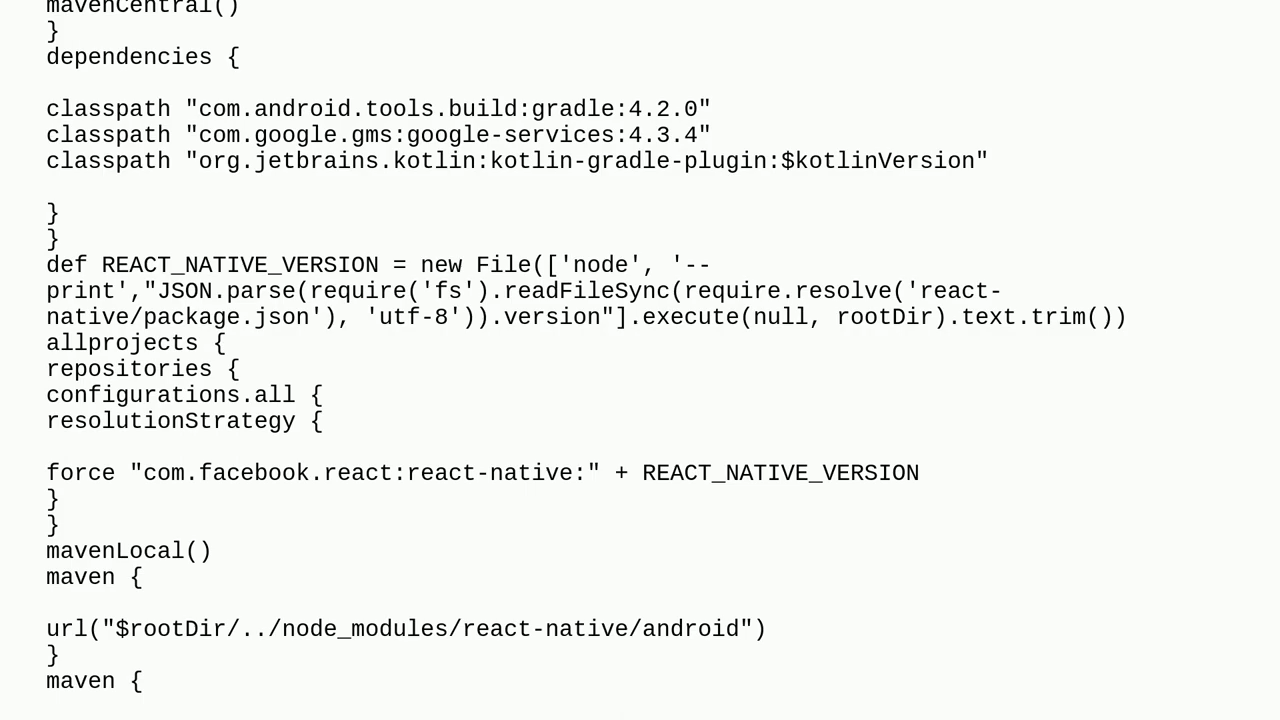 mavenCentral()
}
dependencies {
classpath "com.android.tools.build:gradle:4.2.0"
classpath "com.google.gms:google-services:4.3.4"
classpath "org.jetbrains.kotlin:kotlin-gradle-plugin:$kotlinVersion"
}
}
def REACT_NATIVE_VERSION = new File(['node', '--
print',"JSON.parse(require('fs').readFileSync(require.resolve('react-
native/package.json'), 'utf-8')).version"].execute(null, rootDir).text.trim())
allprojects {
repositories {
configurations.all {
resolutionStrategy {
force "com.facebook.react:react-native:" + REACT_NATIVE_VERSION
}
}
mavenLocal()
maven {
url("$rootDir/../node_modules/react-native/android")
}
maven {